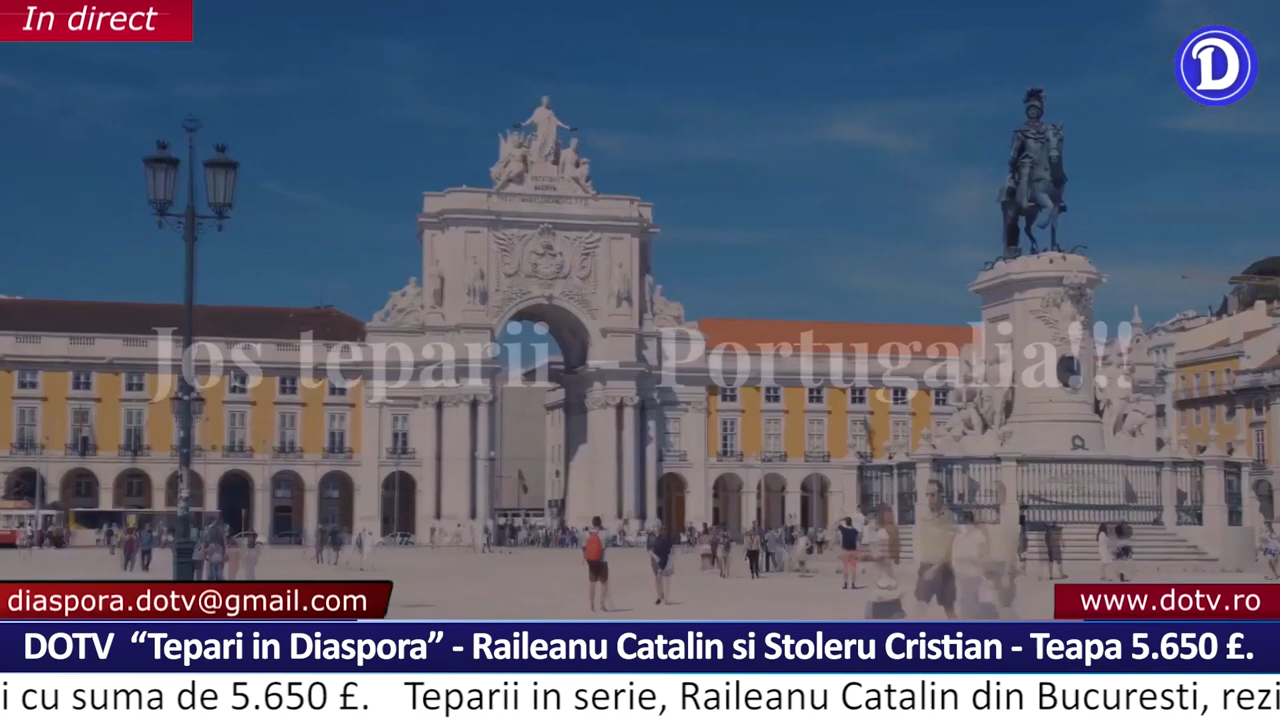 In direct
D
Jos teparii - Portugalia!!!
diaspora.dotv@gmail.com
www.dotv.ro
DOTV “Tepari in Diaspora” - Raileanu Catalin si Stoleru Cristian - Teapa 5.650 £.
i cu suma de 5.650 £. Teparii in serie, Raileanu Catalin din Bucuresti, rezi